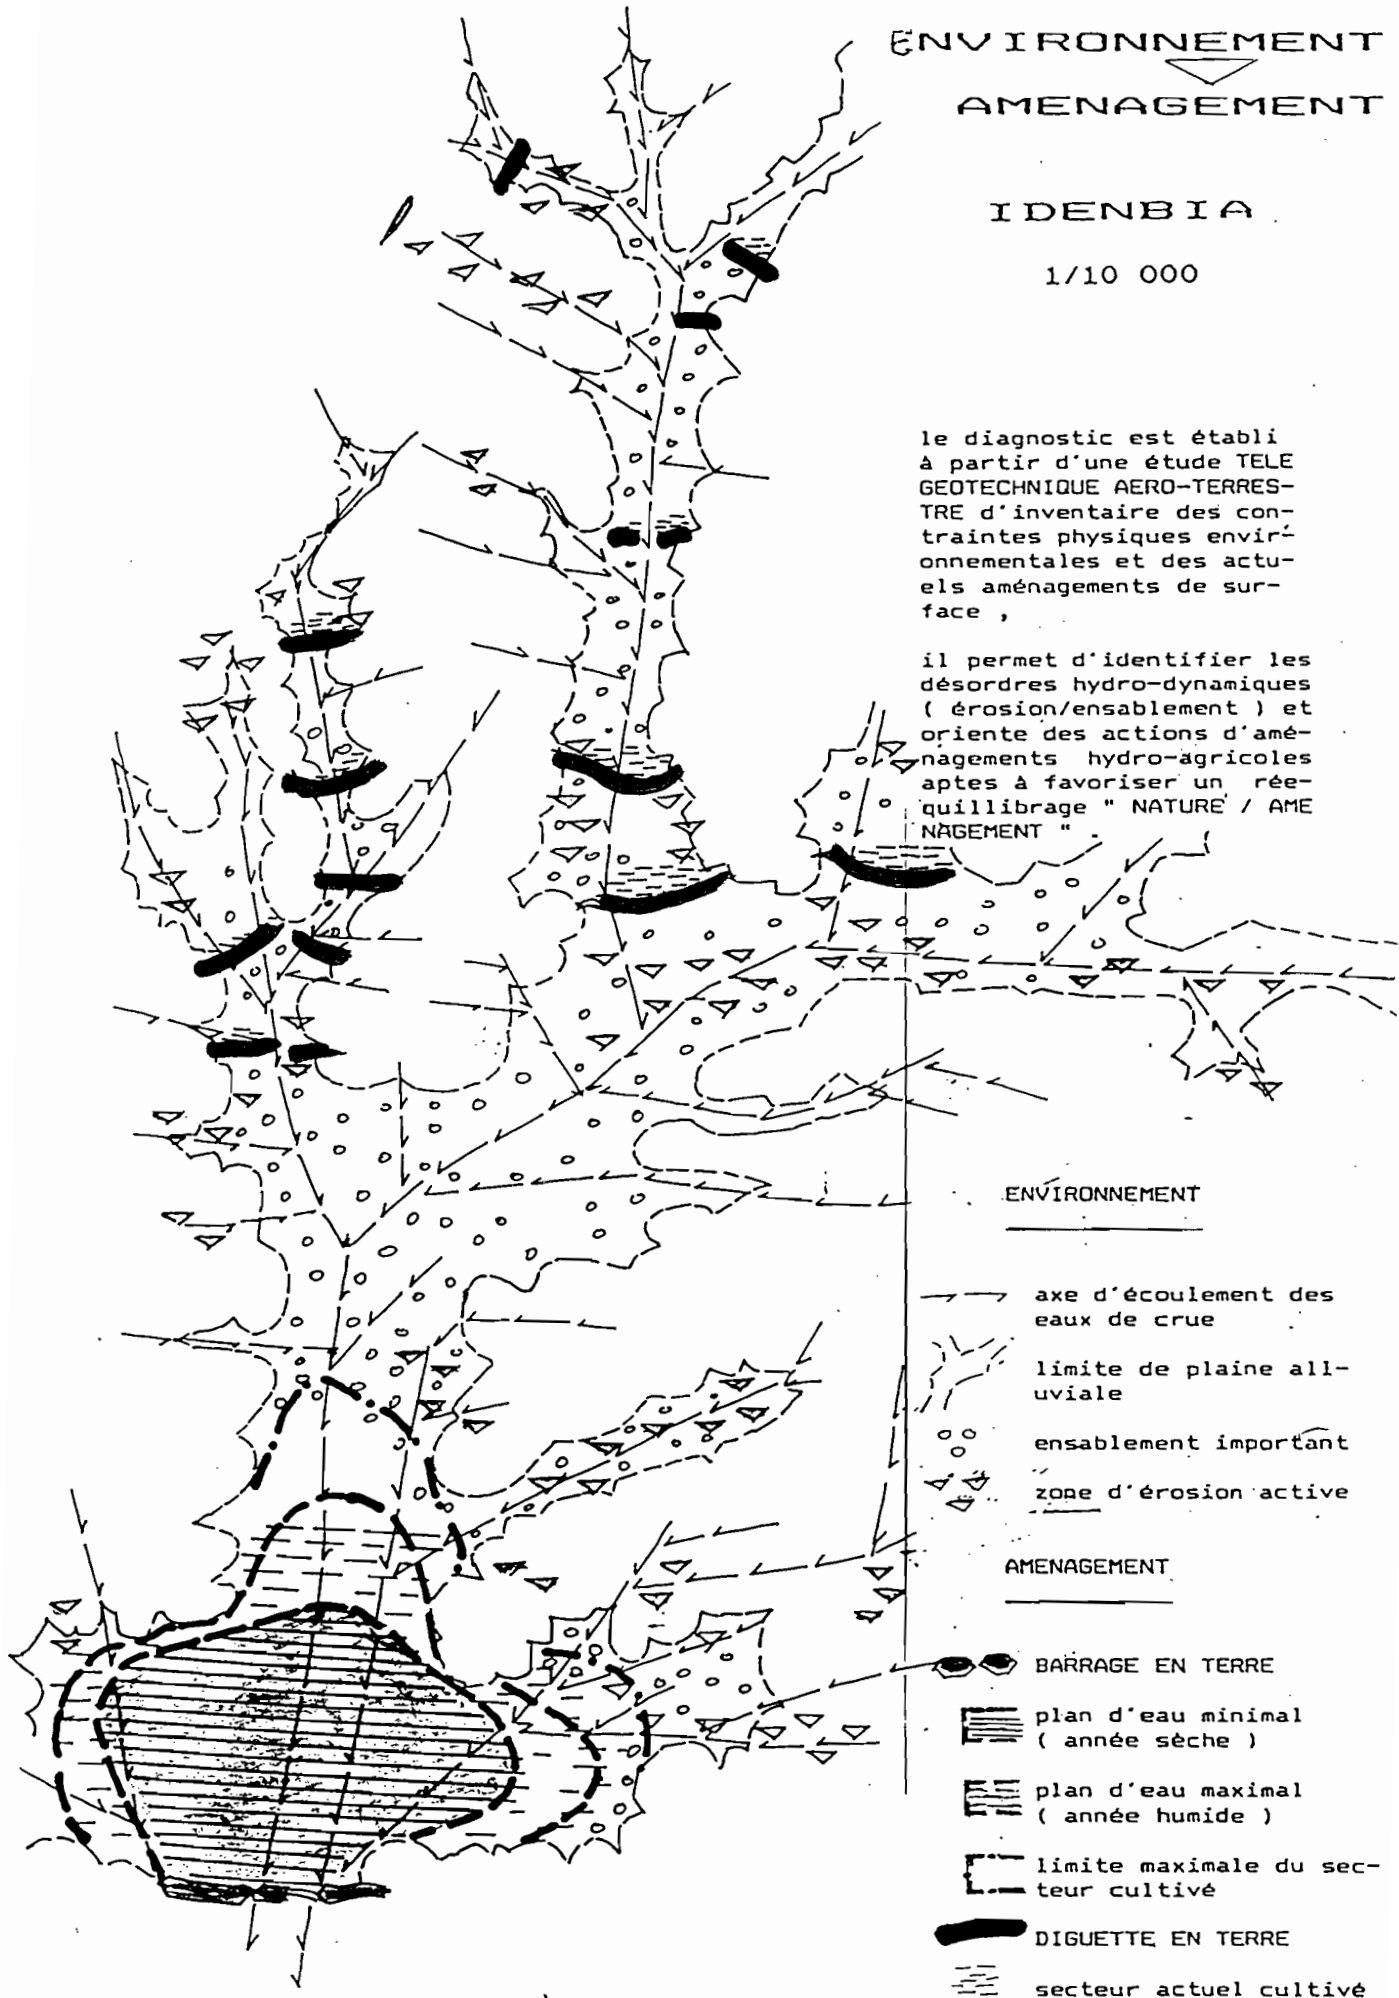 ENVIRONNEMENT
AMENAGEMENT
IDENBIA
1/10 000
le diagnostic est établi
à partir d'une étude TELE
GEOTECHNIQUE AERO-TERRES-
TRE d'inventaire des con-
traintes physiques envir-
onnementales et des actu-
els aménagements de sur-
face ,
il permet d'identifier les
désordres hydro-dynamiques
( érosion/ensablement ) et
oriente des actions d'amé-
nagements hydro-agricoles
aptes à favoriser un rée-
quillibrage " NATURE / AME
NAGEMENT " .
ENVIRONNEMENT
axe d'écoulement des
eaux de crue
limite de plaine all-
uviale
ensablement important
zone d'érosion active
AMENAGEMENT
BARRAGE EN TERRE
plan d'eau minimal
( année sèche )
plan d'eau maximal
( année humide )
limite maximale du sec-
teur cultivé
DIGUETTE EN TERRE
secteur actuel cultivé